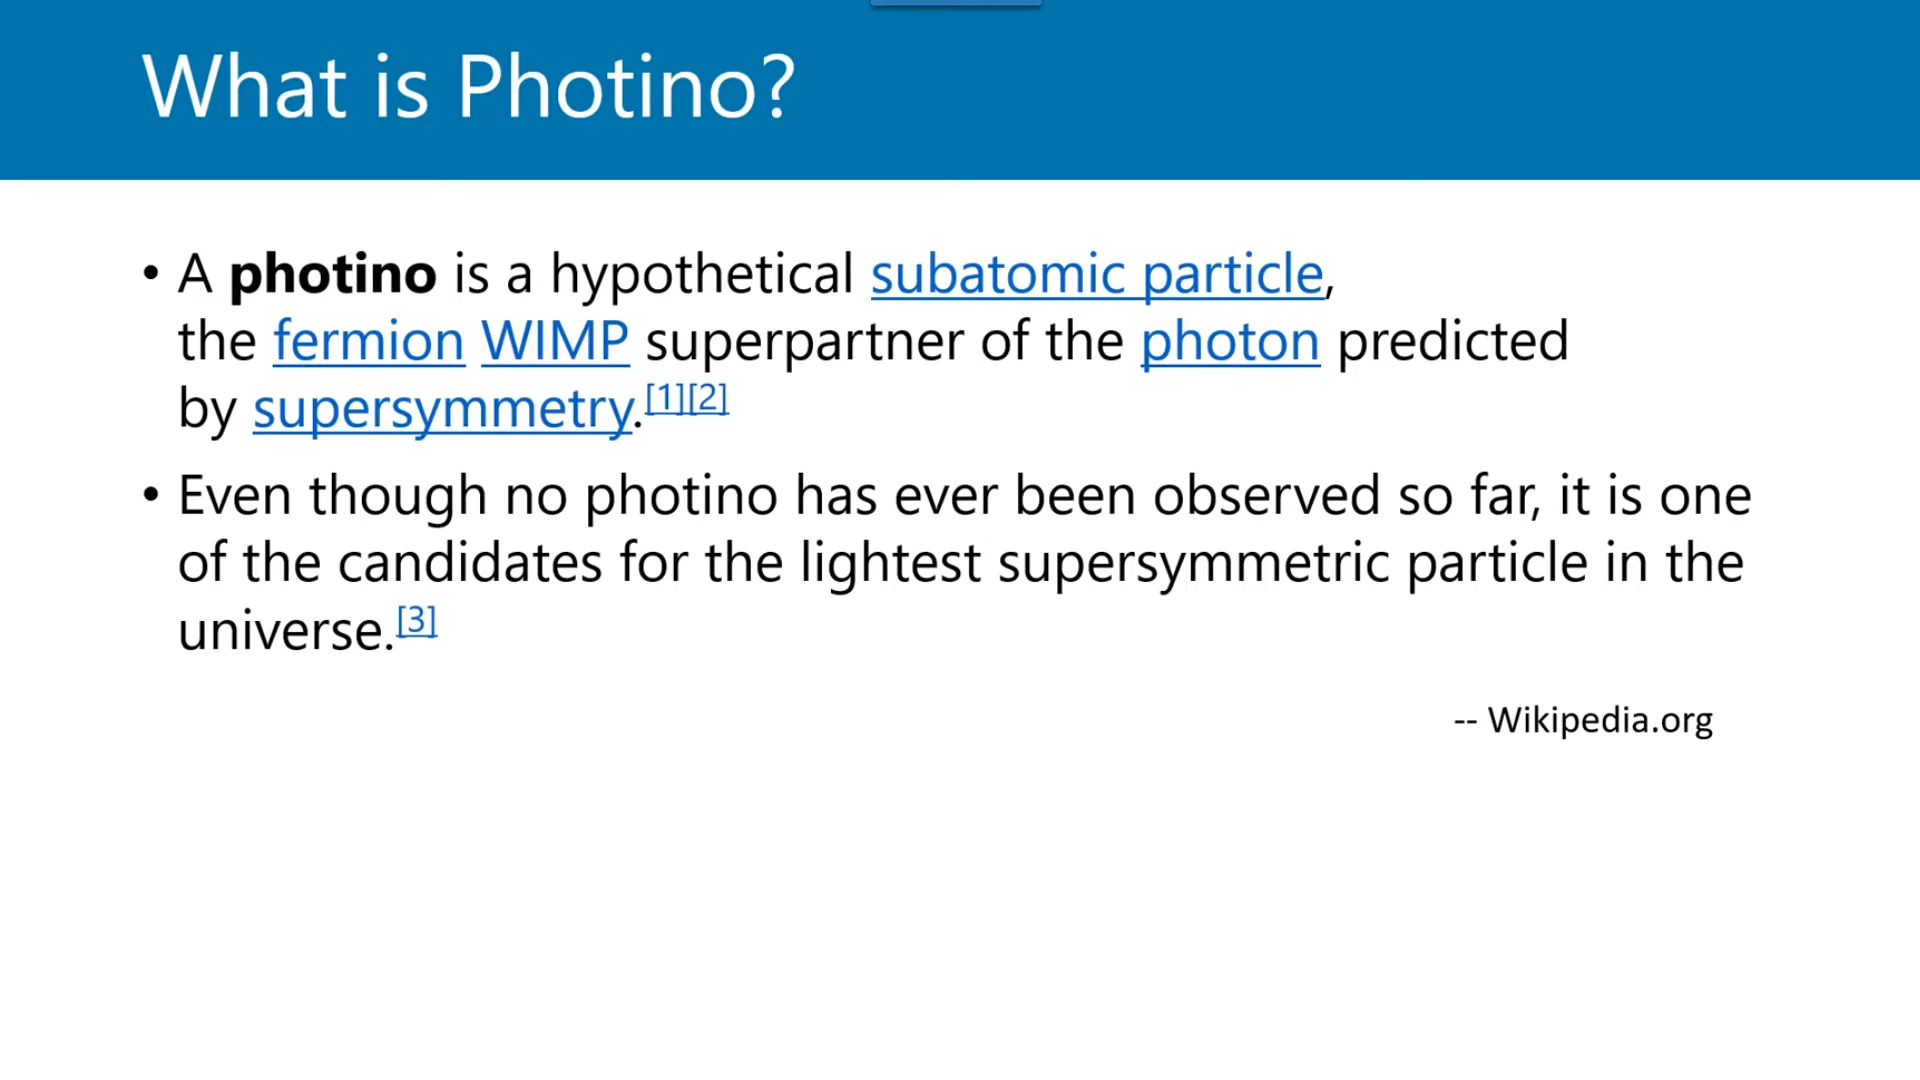 What is Photino?
• A photino is a hypothetical subatomic particle,
the fermion WIMP superpartner of the photon predicted
by supersymmetry.[1][2]
• Even though no photino has ever been observed so far, it is one
of the candidates for the lightest supersymmetric particle in the
universe.[3]
-- Wikipedia.org